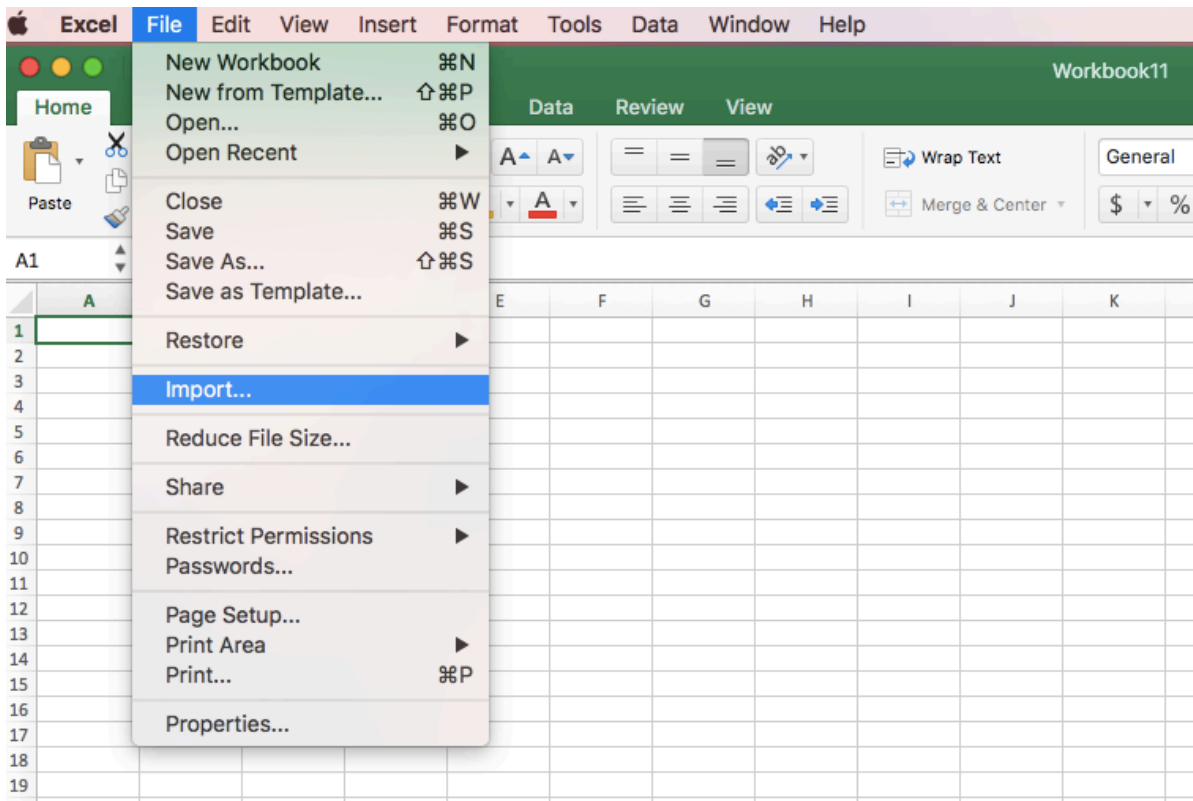 Excel File Edit View Insert Format Tools Data Window Help
Workbook11
Home Data Review View
New Workbook ⌘N
New from Template... ⇧⌘P
Open... ⌘O
Open Recent ▶
Close ⌘W
Save ⌘S
Save As... ⇧⌘S
Save as Template...
Restore ▶
Import...
Reduce File Size...
Share ▶
Restrict Permissions ▶
Passwords...
Page Setup...
Print Area ▶
Print... ⌘P
Properties...
Paste
A A
A
ab
Wrap Text
Merge & Center
General
$ %
A1
A E F G H I J K
1
2
3
4
5
6
7
8
9
10
11
12
13
14
15
16
17
18
19